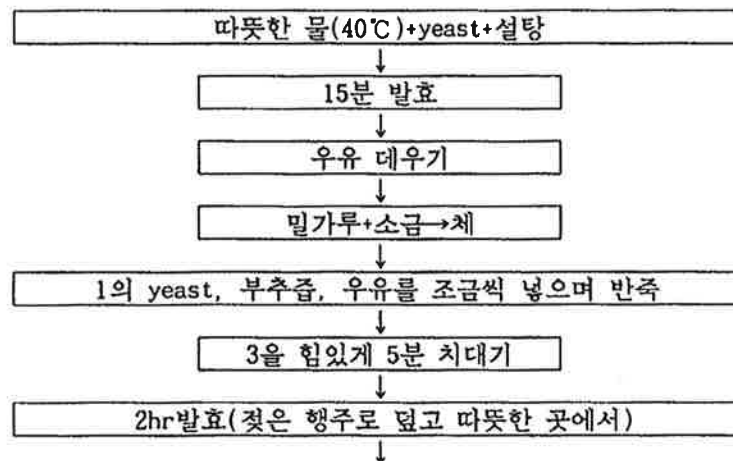 따뜻한 물(40℃)+yeast+설탕
↓
15분 발효
↓
우유 데우기
↓
밀가루+소금→체
↓
1의 yeast, 부추즙, 우유를 조금씩 넣으며 반죽
↓
3을 힘있게 5분 치대기
↓
2hr발효(젖은 행주로 덮고 따뜻한 곳에서)
↓